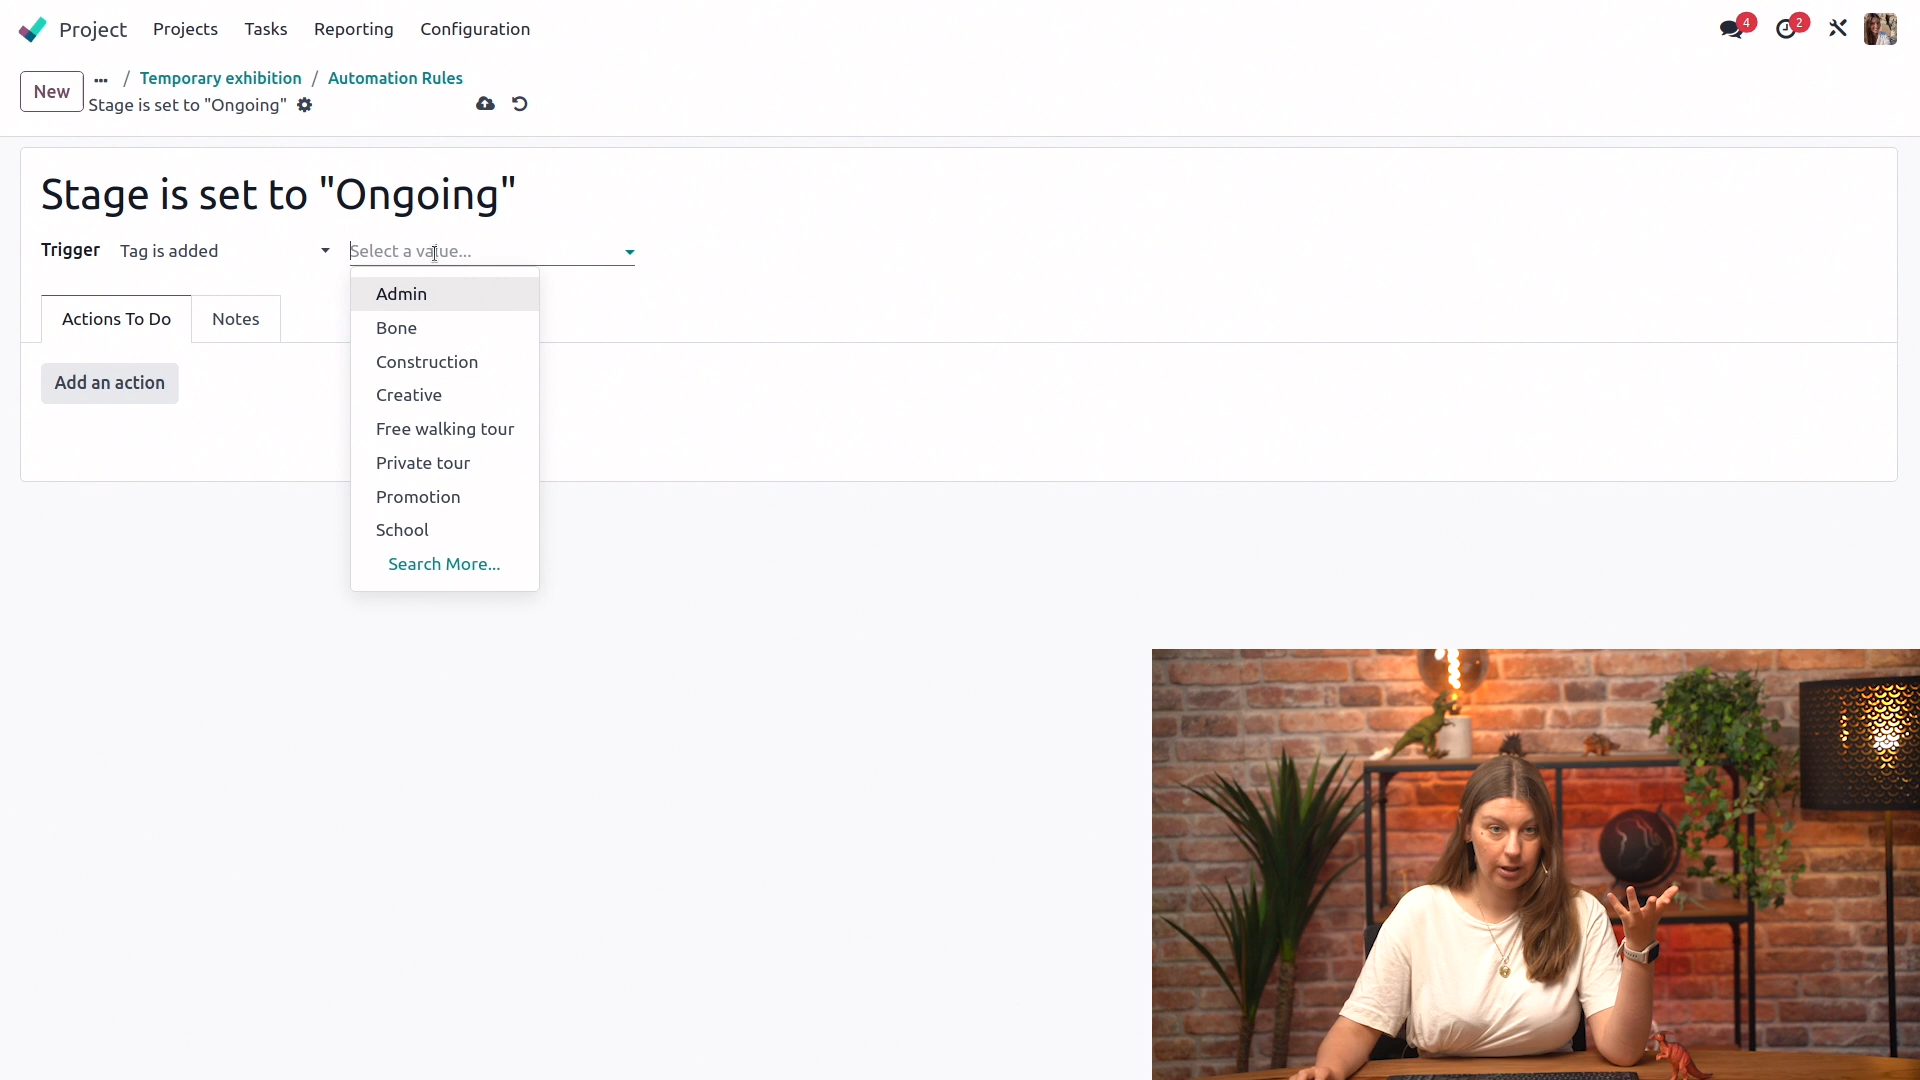 Project Projects Tasks Reporting Configuration 4 2
New ... / Temporary exhibition / Automation Rules
Stage is set to "Ongoing"
Stage is set to "Ongoing"
Trigger Tag is added Select a value...
Admin
Bone
Construction
Creative
Free walking tour
Private tour
Promotion
School
Search More...
Actions To Do Notes
Add an action